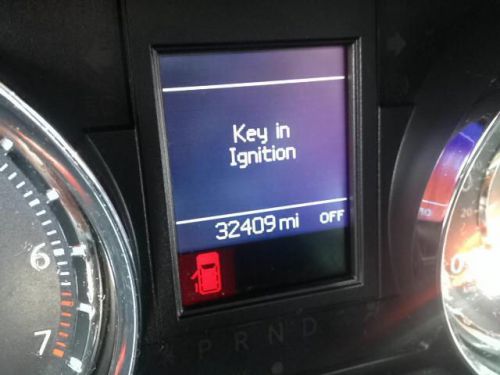 Key in
Ignition
32409 mi OFF
6
7
P R N D